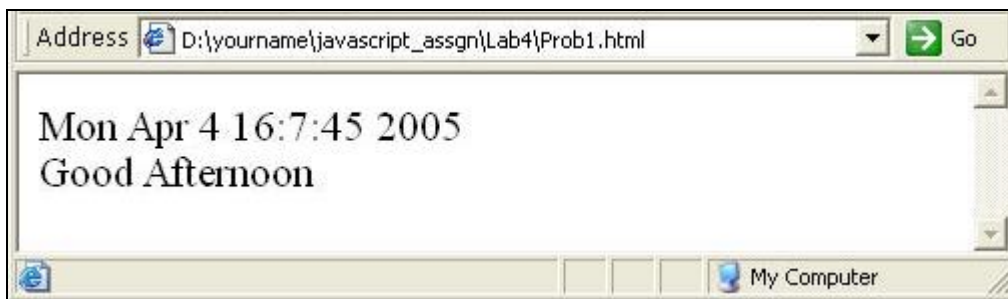 Address D:\yourname\javascript_assgn\Lab4\Prob1.html Go
Mon Apr 4 16:7:45 2005
Good Afternoon
My Computer